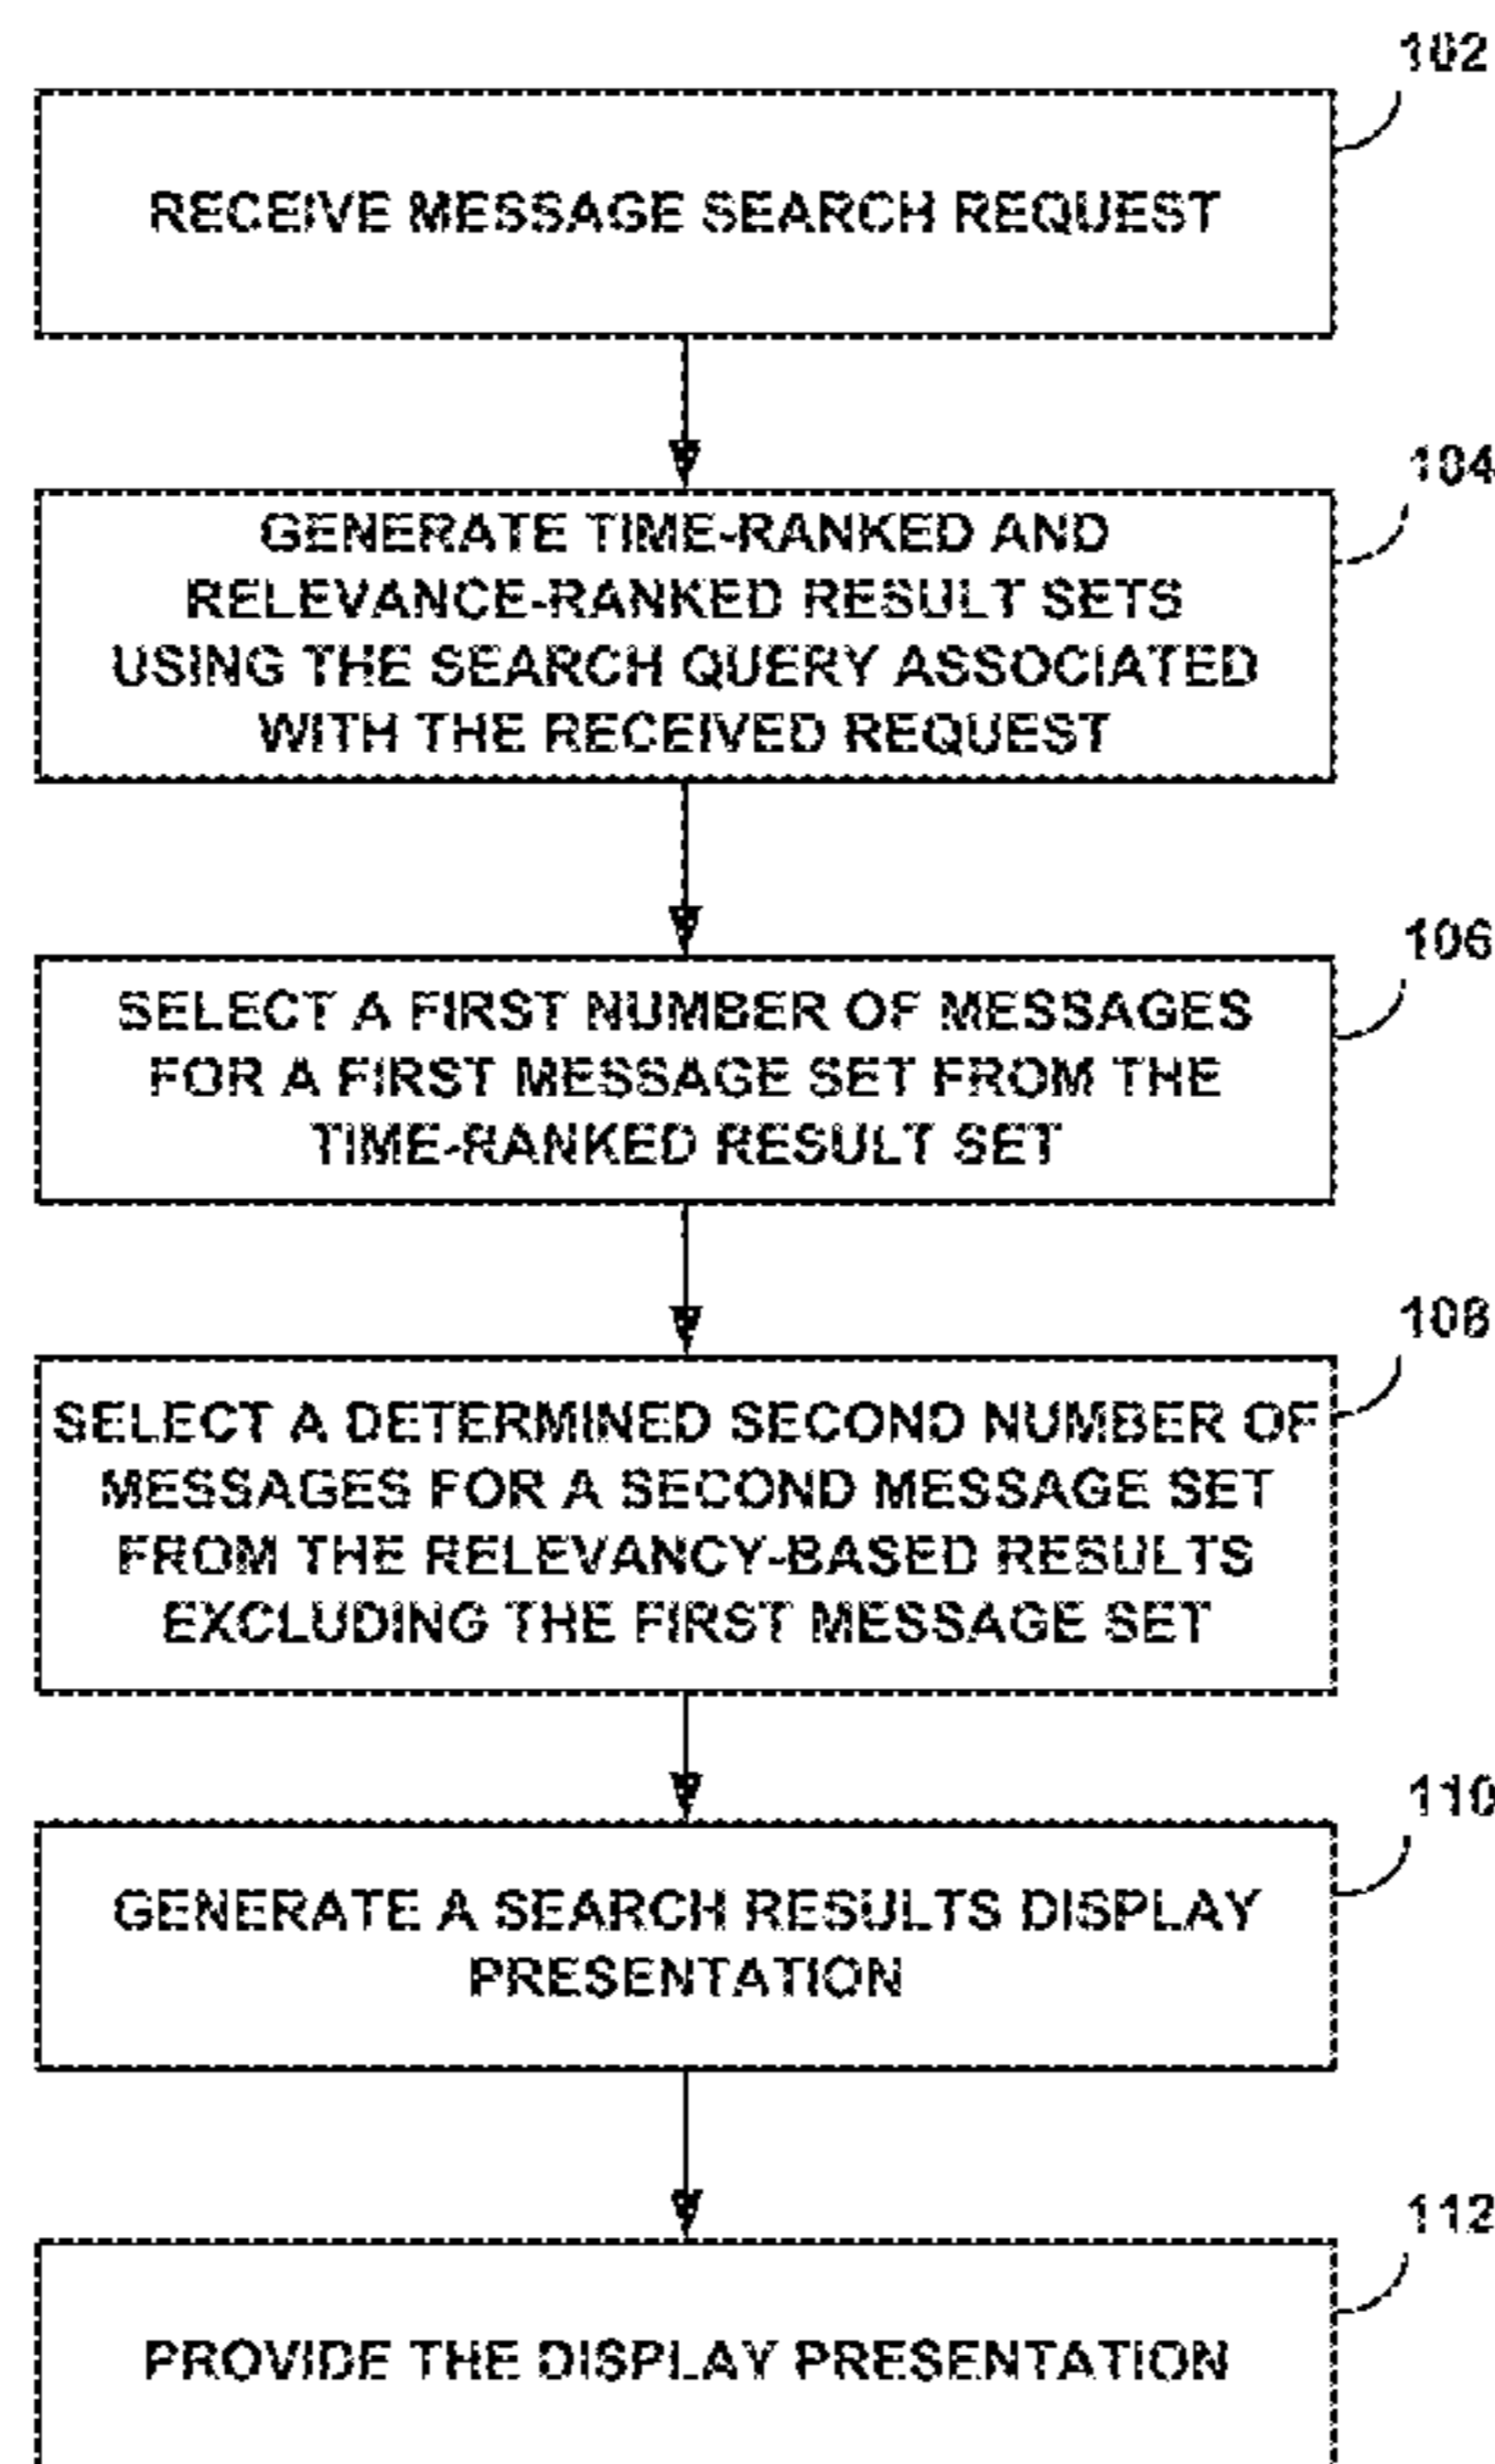 102
RECEIVE MESSAGE SEARCH REQUEST
104
GENERATE TIME-RANKED AND
RELEVANCE-RANKED RESULT SETS
USING THE SEARCH QUERY ASSOCIATED
WITH THE RECEIVED REQUEST
106
SELECT A FIRST NUMBER OF MESSAGES
FOR A FIRST MESSAGE SET FROM THE
TIME-RANKED RESULT SET
108
SELECT A DETERMINED SECOND NUMBER OF
MESSAGES FOR A SECOND MESSAGE SET
FROM THE RELEVANCY-BASED RESULTS
EXCLUDING THE FIRST MESSAGE SET
110
GENERATE A SEARCH RESULTS DISPLAY
PRESENTATION
112
PROVIDE THE DISPLAY PRESENTATION